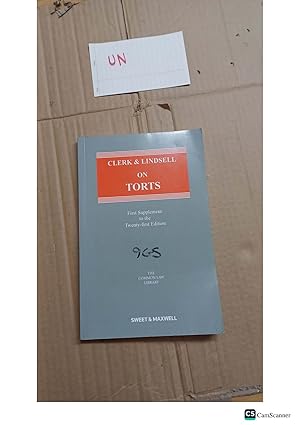 UN
CLERK & LINDSELL
ON
TORTS
First Supplement
to the
Twenty-first Edition
9GS
THE
COMMON LAW
LIBRARY
SWEET & MAXWELL
CS CamScanner